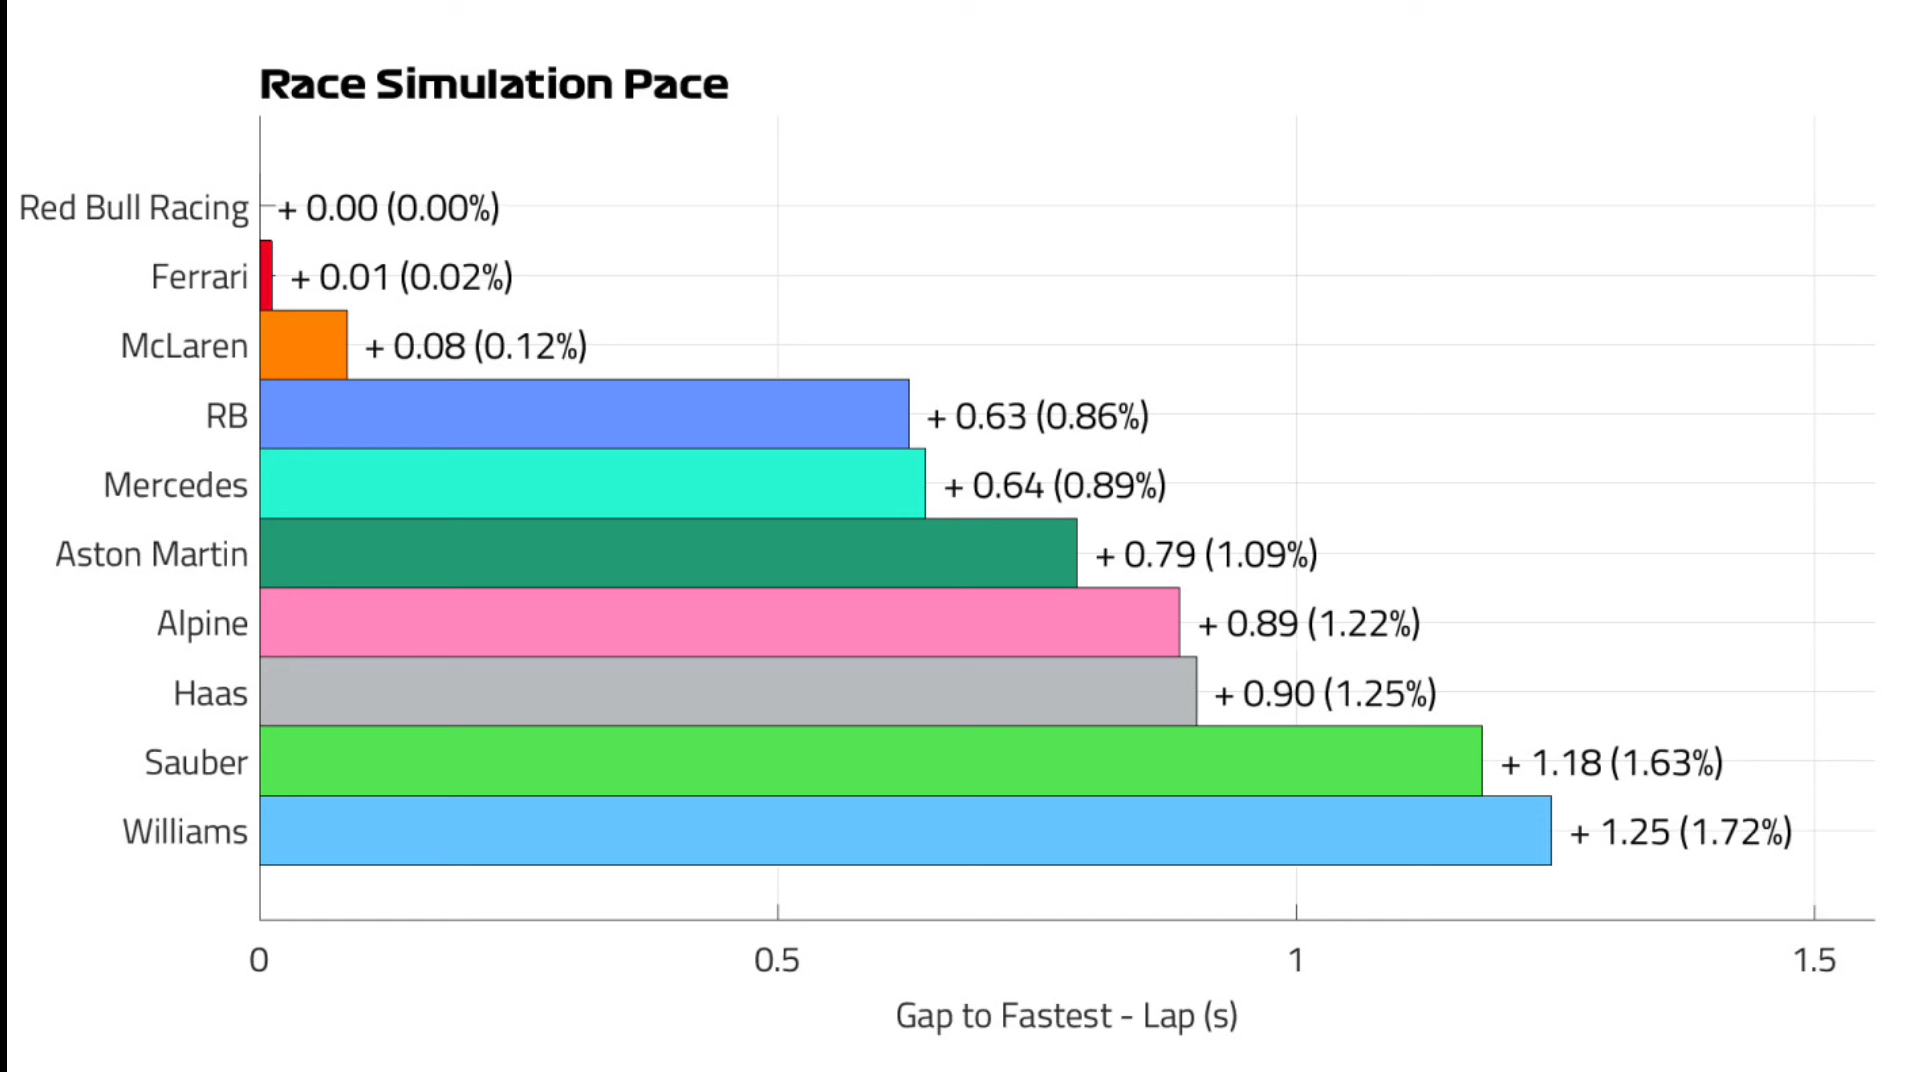 Race Simulation Pace
Red Bull Racing + 0.00 (0.00%)
Ferrari + 0.01 (0.02%)
McLaren + 0.08 (0.12%)
RB + 0.63 (0.86%)
Mercedes + 0.64 (0.89%)
Aston Martin + 0.79 (1.09%)
Alpine + 0.89 (1.22%)
Haas + 0.90 (1.25%)
Sauber + 1.18 (1.63%)
Williams + 1.25 (1.72%)
0 0.5 1 1.5
Gap to Fastest - Lap (s)